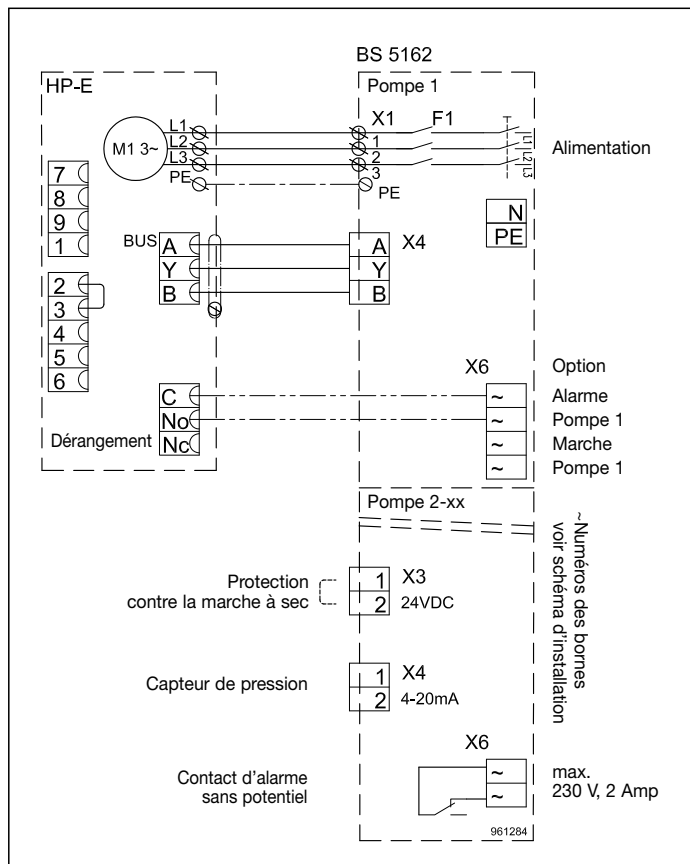 BS 5162
HP-E
Pompe 1
M1 3~
L1
L2
L3
PE
X1
F1
1
2
3
PE
L1
L2
L3
Alimentation
7
8
9
1
2
3
4
5
6
N
PE
BUS
A
Y
B
A
Y
B
X4
X6
Option
C
No
Nc
Dérangement
~
~
~
~
Alarme
Pompe 1
Marche
Pompe 1
Pompe 2-xx
~Numéros des bornes
voir schéma d'installation
Protection
contre la marche à sec
1
2
X3
24VDC
Capteur de pression
1
2
X4
4-20mA
X6
Contact d'alarme
sans potentiel
~
~
max.
230 V, 2 Amp
961284